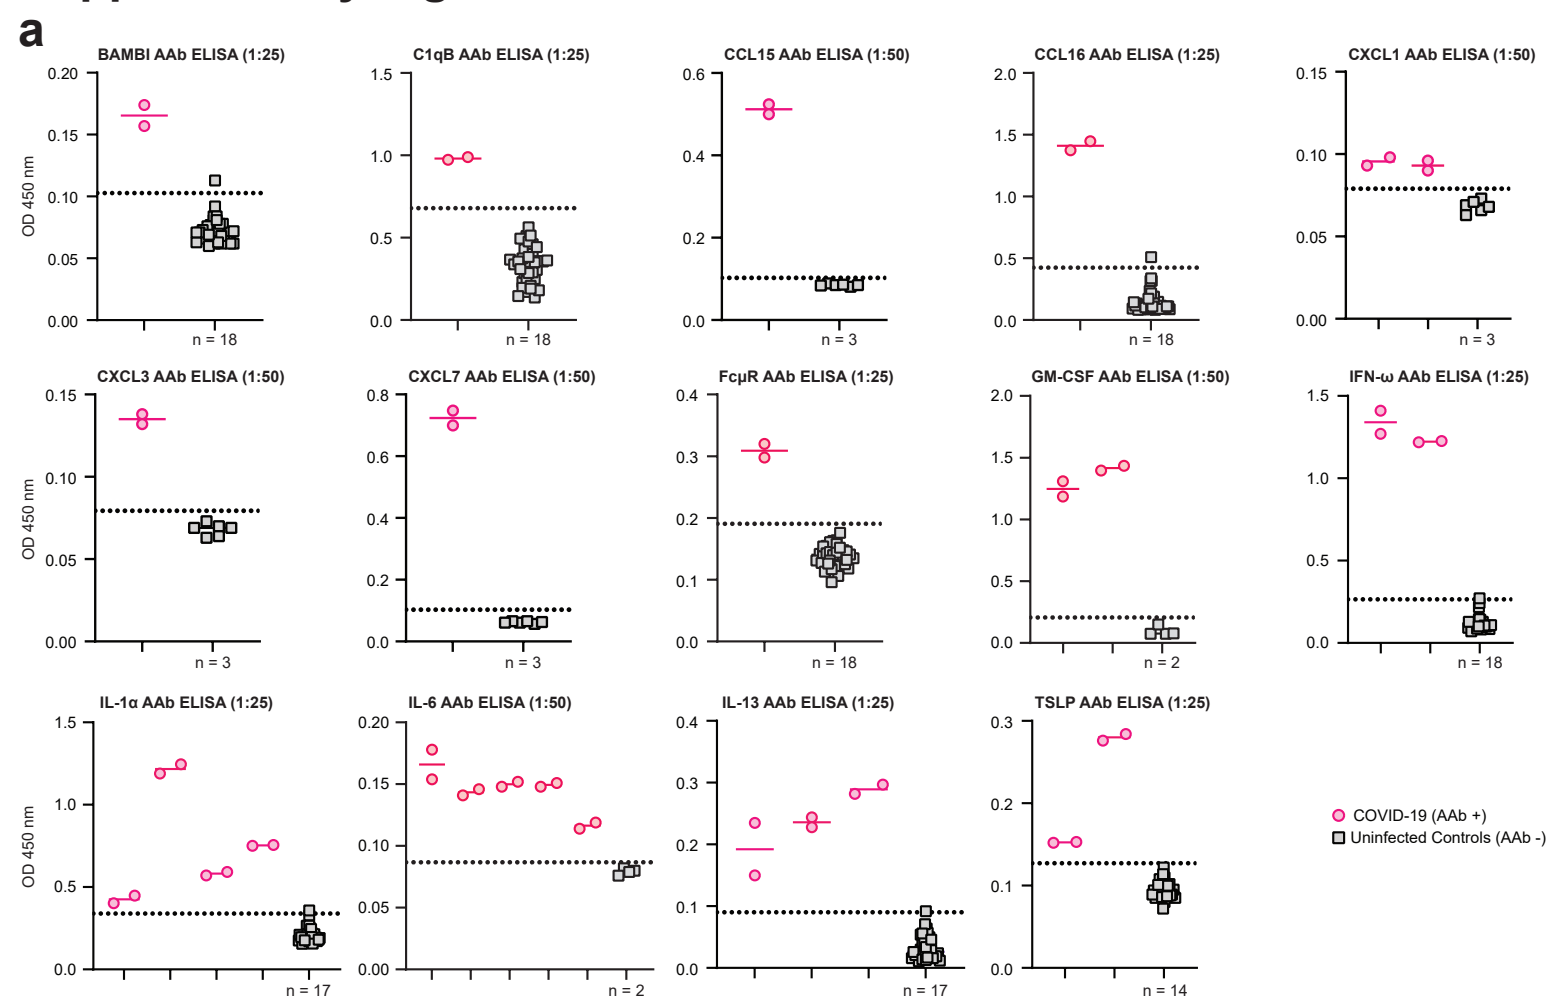 a
BAMBI AAb ELISA (1:25)
OD 450 nm
0.20
0.15
0.10
0.05
0.00
n = 18
C1qB AAb ELISA (1:25)
1.5
1.0
0.5
0.0
n = 18
CCL15 AAb ELISA (1:50)
0.6
0.4
0.2
0.0
n = 3
CCL16 AAb ELISA (1:25)
2.0
1.5
1.0
0.5
0.0
n = 18
CXCL1 AAb ELISA (1:50)
0.15
0.10
0.05
0.00
n = 3
CXCL3 AAb ELISA (1:50)
OD 450 nm
0.15
0.10
0.05
0.00
n = 3
CXCL7 AAb ELISA (1:50)
0.8
0.6
0.4
0.2
0.0
n = 3
FcμR AAb ELISA (1:25)
0.4
0.3
0.2
0.1
0.0
n = 18
GM-CSF AAb ELISA (1:50)
2.0
1.5
1.0
0.5
0.0
n = 2
IFN-ω AAb ELISA (1:25)
1.5
1.0
0.5
0.0
n = 18
IL-1α AAb ELISA (1:25)
OD 450 nm
1.5
1.0
0.5
0.0
n = 17
IL-6 AAb ELISA (1:50)
0.20
0.15
0.10
0.05
0.00
n = 2
IL-13 AAb ELISA (1:25)
0.4
0.3
0.2
0.1
0.0
n = 17
TSLP AAb ELISA (1:25)
0.3
0.2
0.1
0.0
n = 14
COVID-19 (AAb +)
Uninfected Controls (AAb -)